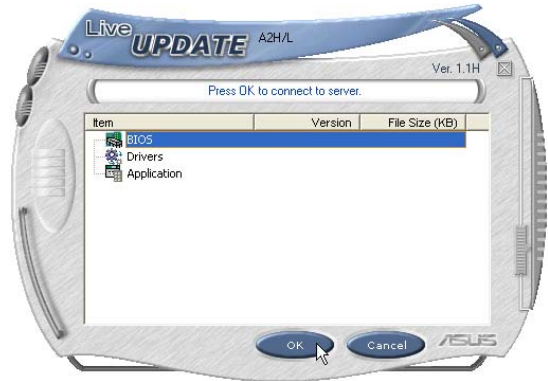 Live UPDATE A2H/L
Ver. 1.1H
Press OK to connect to server.
Item Version File Size (KB)
BIOS
Drivers
Application
OK Cancel ASUS